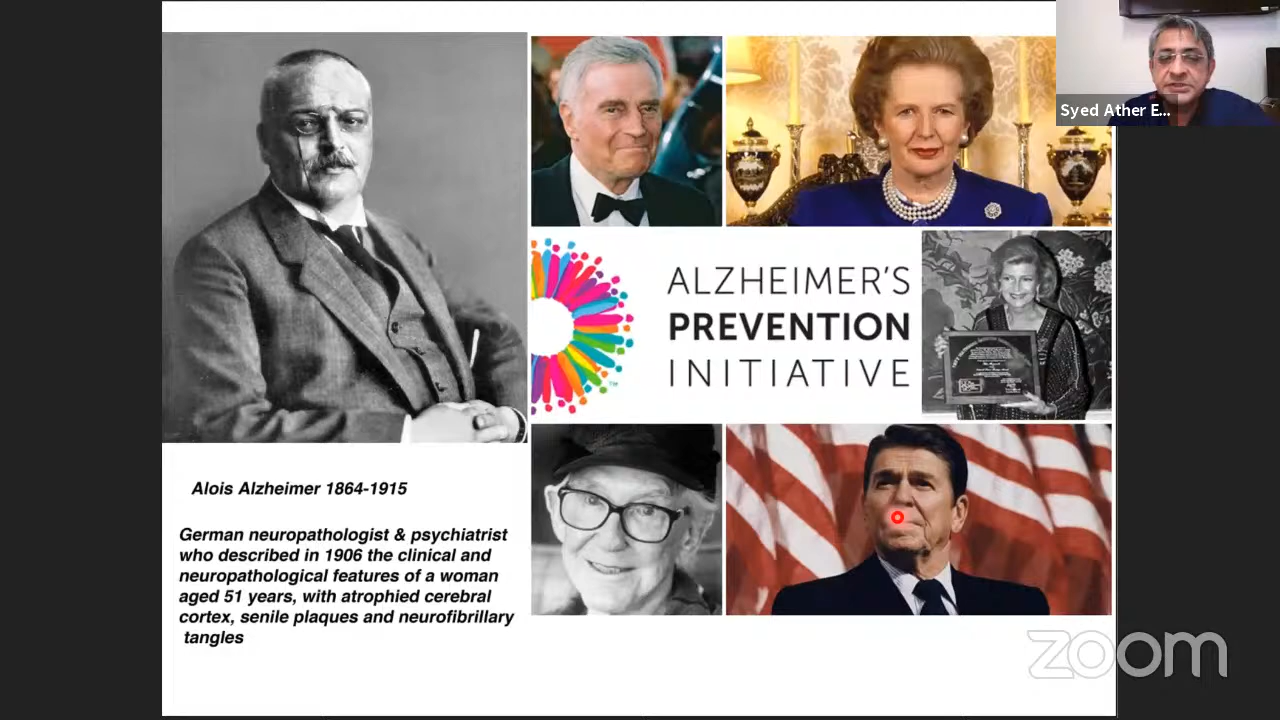 Syed Ather E...
ALZHEIMER'S
PREVENTION
INITIATIVE
TM
Alois Alzheimer 1864-1915
German neuropathologist & psychiatrist
who described in 1906 the clinical and
neuropathological features of a woman
aged 51 years, with atrophied cerebral
cortex, senile plaques and neurofibrillary
tangles
zoom